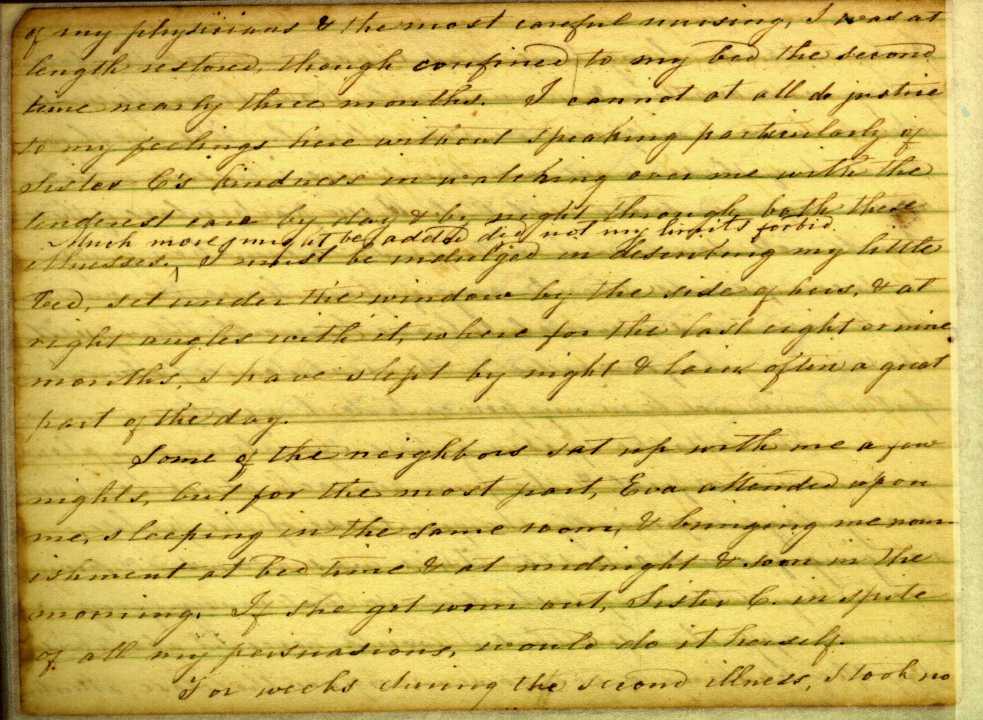 of my physicians & the most careful nursing, I was at
length restored, though confined to my bed the second
time nearly three months. I cannot at all do justice
to my feelings here without speaking particularly of
Sister C's kindness in watching over me with the
tenderest care by day & by night through both these
Much more might be added did not my limits forbid.
illnesses. ‸ I must be indulged in describing my little
bed, set under the window by the side of hers, & at
right angles with it, where for the last eight or nine
months, I have slept by night & lain often a great
part of the day.
Some of the neighbors sat up with me a few
nights, but for the most part, Eva attended upon
me, sleeping in the same room, & bringing me nour-
ishment at bed time & at midnight & soon in the
morning. If she got worn out, Sister C. in spite
of all my persuasions, would do it herself.
For weeks during the second illness, I took no